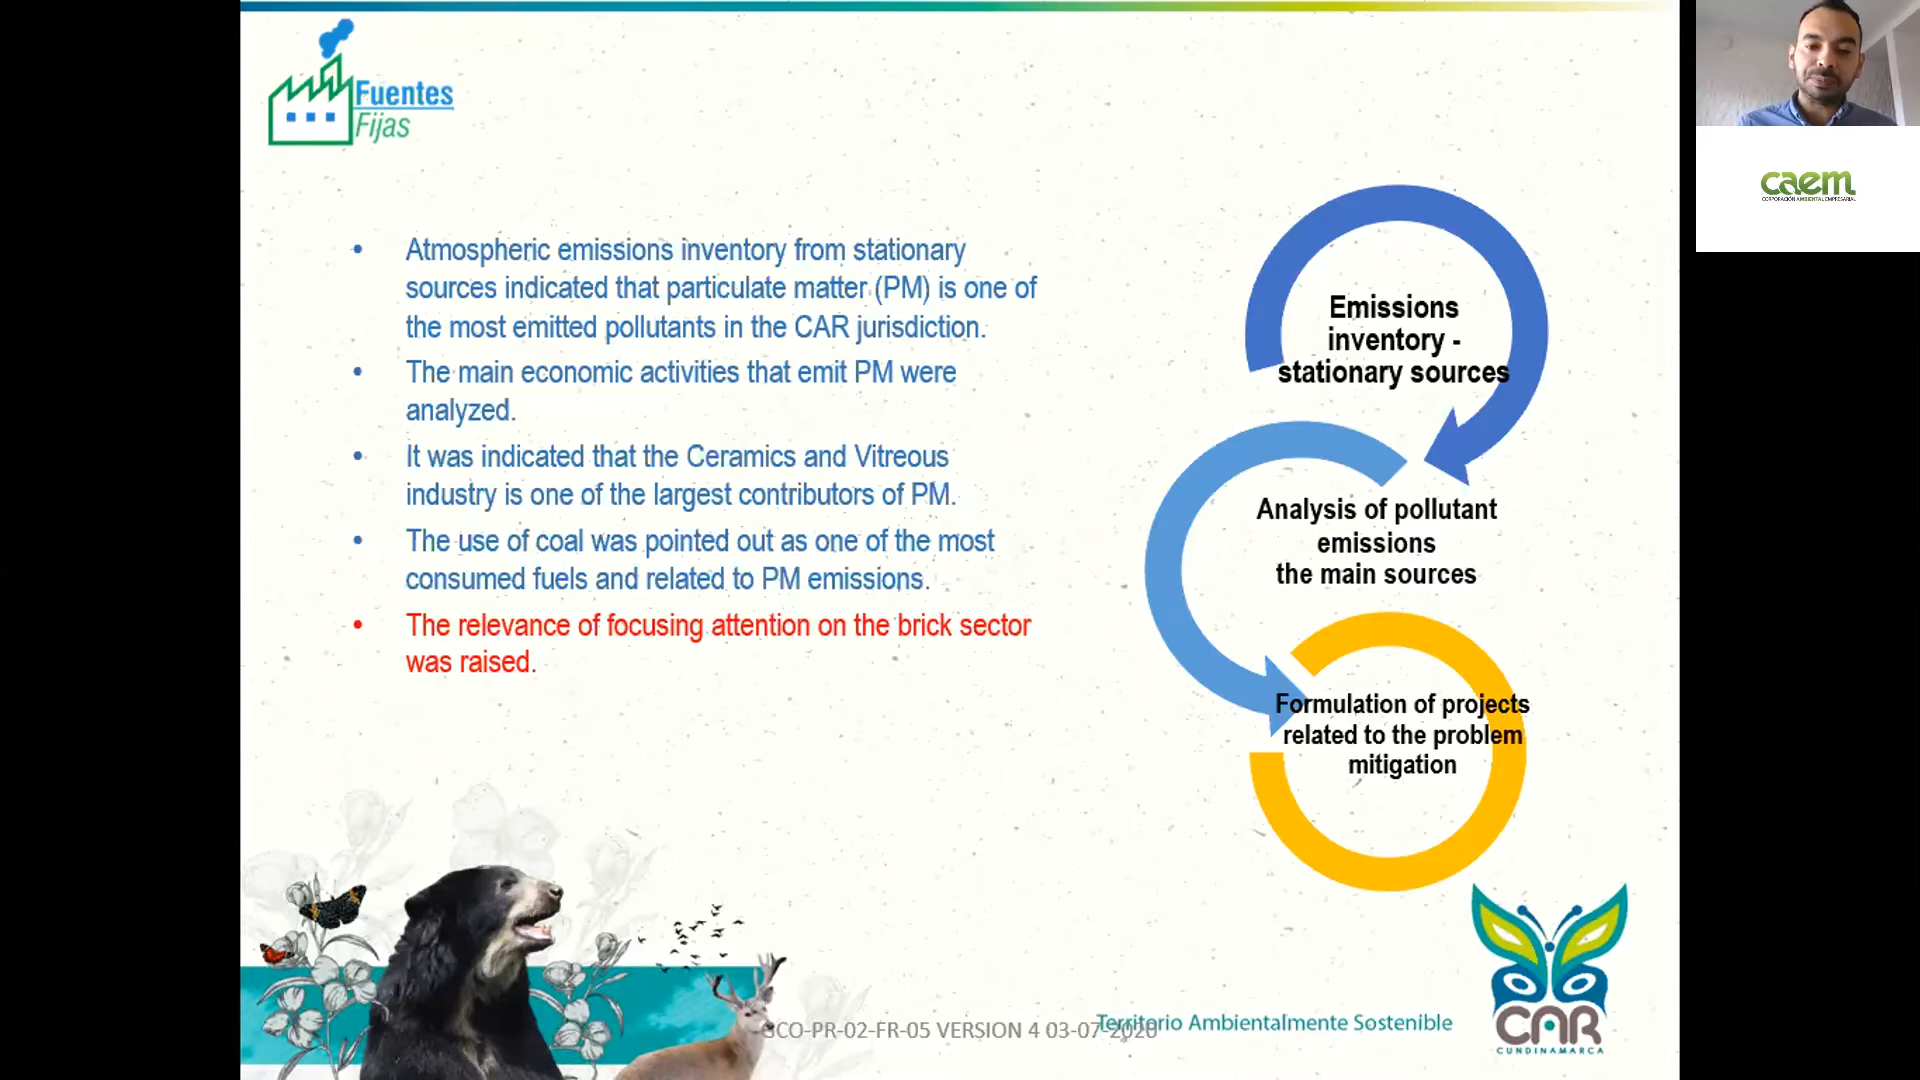 Fuentes
Fijas
• Atmospheric emissions inventory from stationary
sources indicated that particulate matter (PM) is one of
the most emitted pollutants in the CAR jurisdiction.
• The main economic activities that emit PM were
analyzed.
• It was indicated that the Ceramics and Vitreous
industry is one of the largest contributors of PM.
• The use of coal was pointed out as one of the most
consumed fuels and related to PM emissions.
• The relevance of focusing attention on the brick sector
was raised.
Emissions
inventory -
stationary sources
Analysis of pollutant
emissions
the main sources
Formulation of projects
related to the problem
mitigation
GCO-PR-02-FR-05 VERSION 4 03-07-2020
Territorio Ambientalmente Sostenible
CAR
CUNDINAMARCA
caem
CORPORACIÓN AMBIENTAL EMPRESARIAL